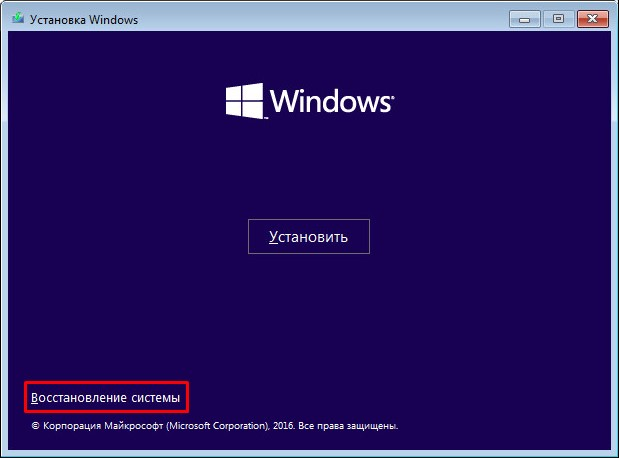 Установка Windows
Windows
Установить
Восстановление системы
© Корпорация Майкрософт (Microsoft Corporation), 2016. Все права защищены.